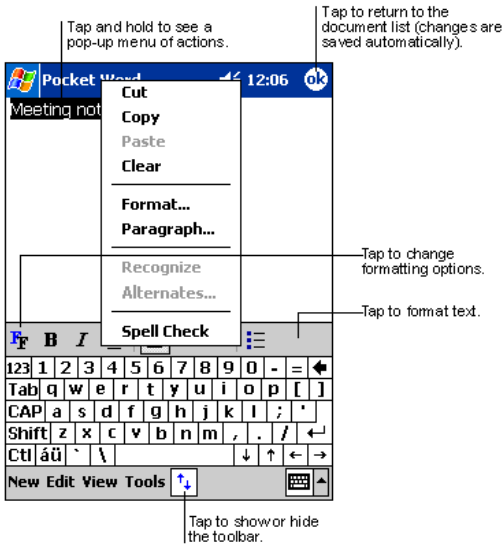 Tap and hold to see a
pop-up menu of actions.
Tap to return to the
document list (changes are
saved automatically).
Pocket Word 12:06 ok
Meeting not
Cut
Copy
Paste
Clear
Format...
Paragraph...
Recognize
Alternates...
Spell Check
Tap to change
formatting options.
Tap to format text.
B I
123 1 2 3 4 5 6 7 8 9 0 - =
Tab q w e r t y u i o p [ ]
CAP a s d f g h j k l ; '
Shift z x c v b n m , . /
Ctl áü ` \
New Edit View Tools
Tap to show or hide
the toolbar.